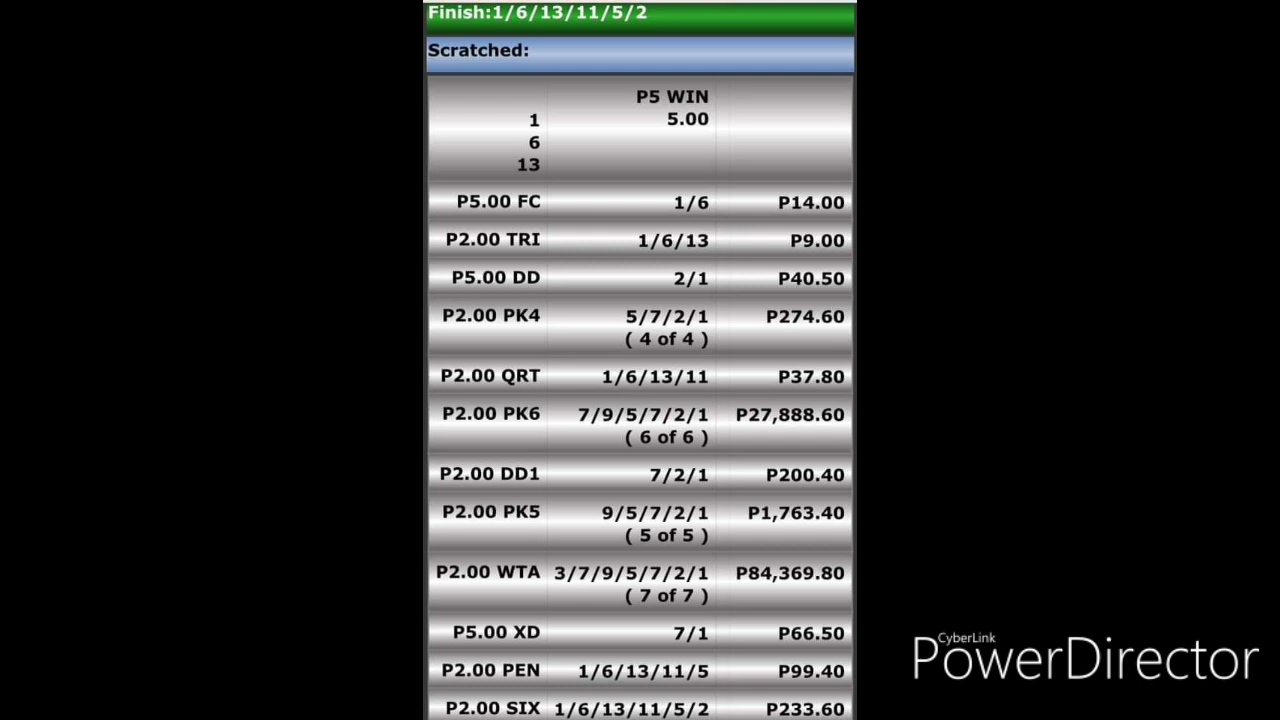 Finish:1/6/13/11/5/2
Scratched:
P5 WIN
1 5.00
6
13
P5.00 FC 1/6 P14.00
P2.00 TRI 1/6/13 P9.00
P5.00 DD 2/1 P40.50
P2.00 PK4 5/7/2/1 P274.60
( 4 of 4 )
P2.00 QRT 1/6/13/11 P37.80
P2.00 PK6 7/9/5/7/2/1 P27,888.60
( 6 of 6 )
P2.00 DD1 7/2/1 P200.40
P2.00 PK5 9/5/7/2/1 P1,763.40
( 5 of 5 )
P2.00 WTA 3/7/9/5/7/2/1 P84,369.80
( 7 of 7 )
P5.00 XD 7/1 P66.50
P2.00 PEN 1/6/13/11/5 P99.40
P2.00 SIX 1/6/13/11/5/2 P233.60
CyberLink
PowerDirector